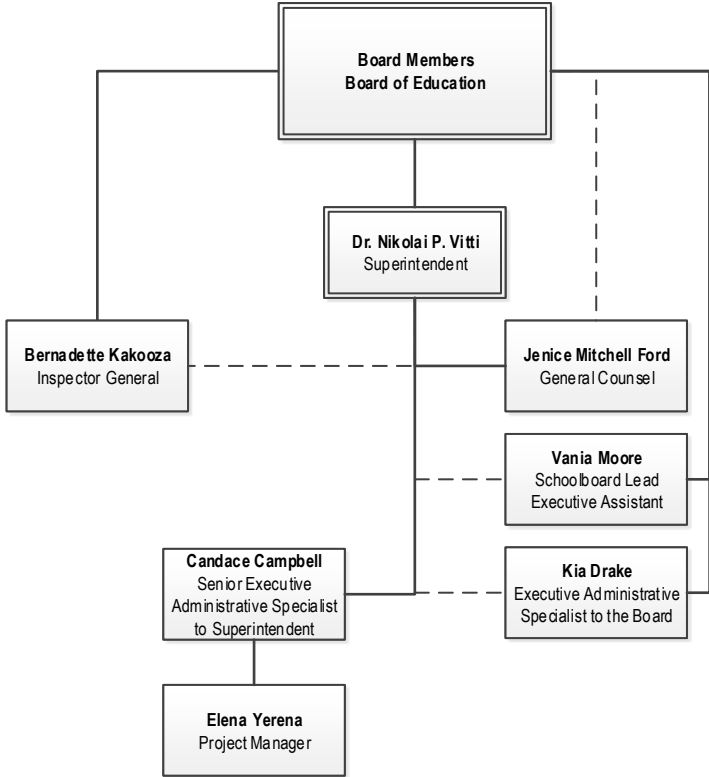 Board Members
Board of Education
Dr. Nikolai P. Vitti
Superintendent
Bernadette Kakooza
Inspector General
Jenice Mitchell Ford
General Counsel
Vania Moore
Schoolboard Lead
Executive Assistant
Candace Campbell
Senior Executive
Administrative Specialist
to Superintendent
Kia Drake
Executive Administrative
Specialist to the Board
Elena Yerena
Project Manager